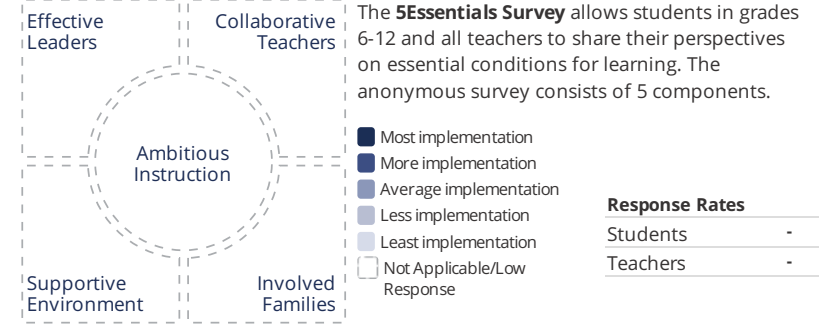 Effective
Leaders
Collaborative
Teachers
Ambitious
Instruction
Supportive
Environment
Involved
Families
The 5Essentials Survey allows students in grades
6-12 and all teachers to share their perspectives
on essential conditions for learning. The
anonymous survey consists of 5 components.
Most implementation
More implementation
Average implementation
Less implementation
Least implementation
Not Applicable/Low
Response
Response Rates
Students -
Teachers -